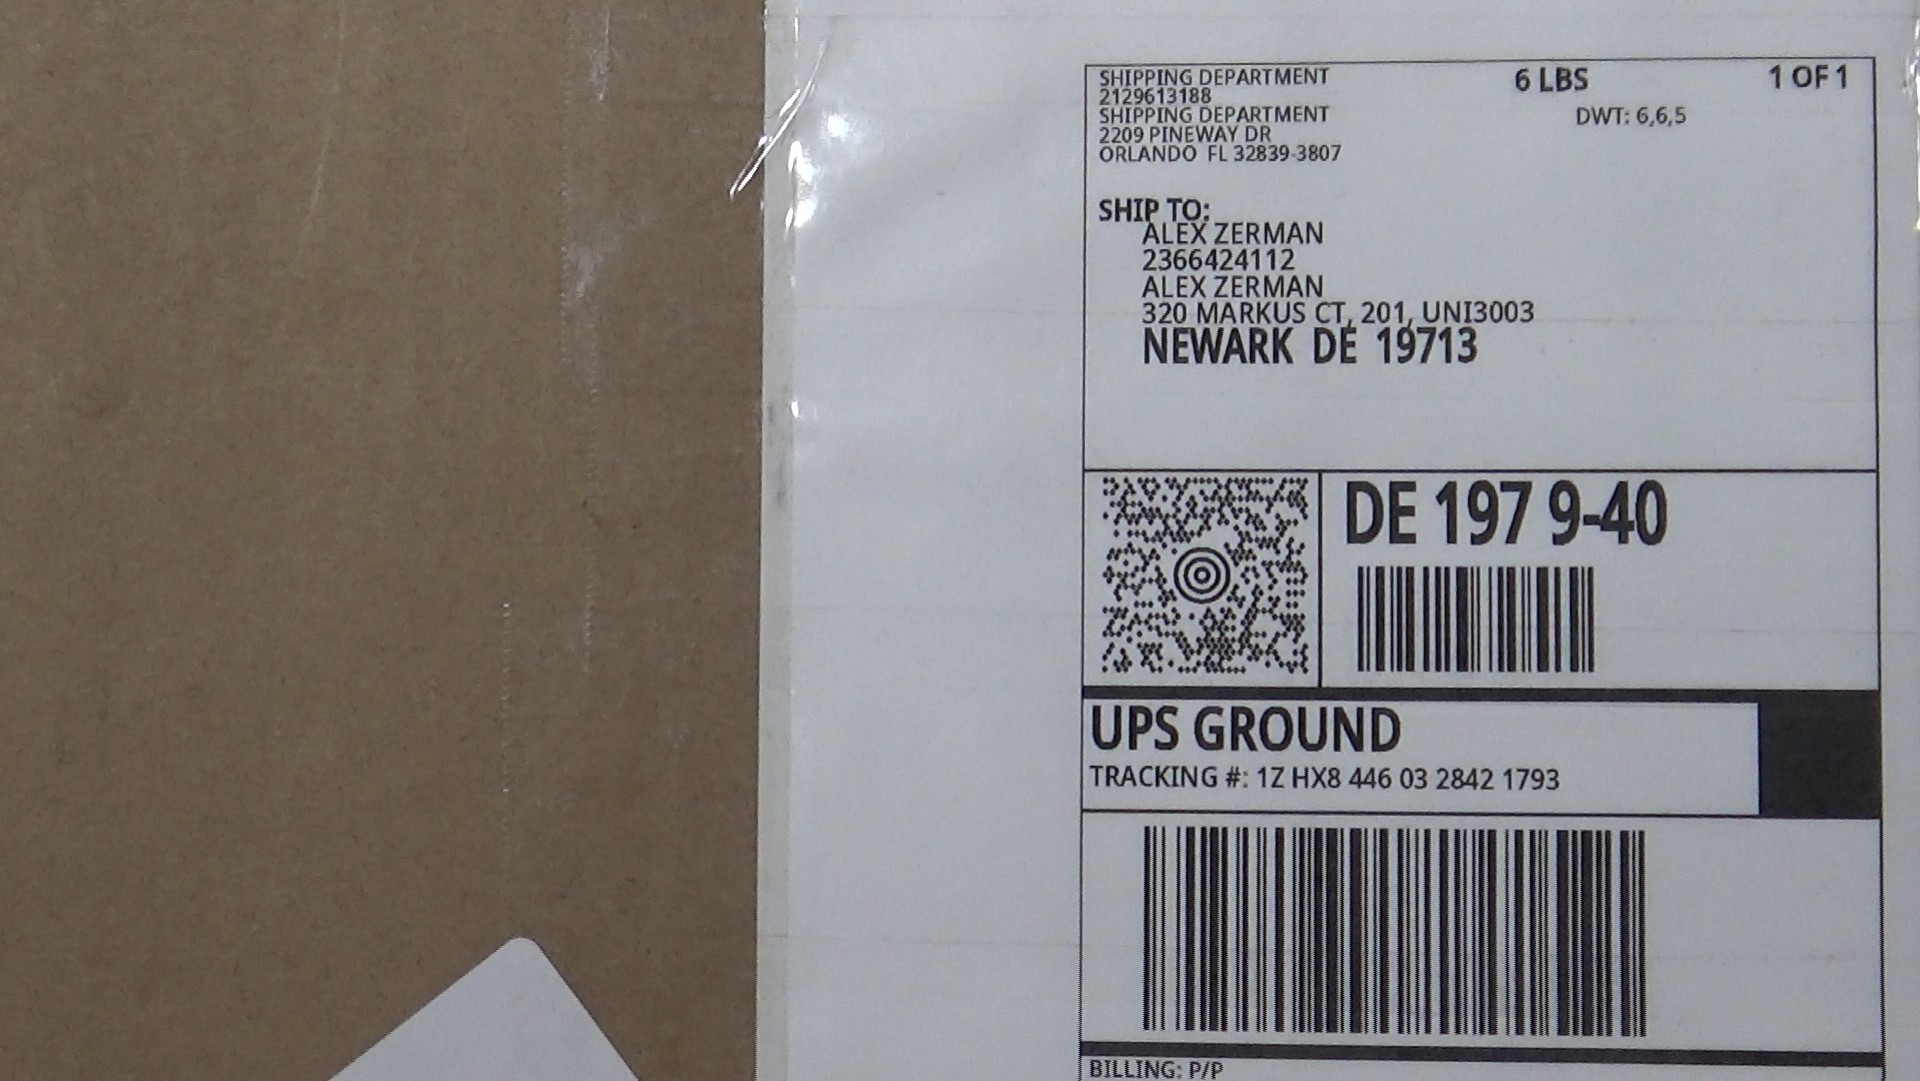 SHIPPING DEPARTMENT
2129613188
SHIPPING DEPARTMENT
2209 PINEWAY DR
ORLANDO FL 32839-3807
6 LBS
1 OF 1
DWT: 6,6,5
SHIP TO:
ALEX ZERMAN
2366424112
ALEX ZERMAN
320 MARKUS CT, 201, UNI3003
NEWARK DE 19713
DE 197 9-40
UPS GROUND
TRACKING #: 1Z HX8 446 03 2842 1793
BILLING: P/P